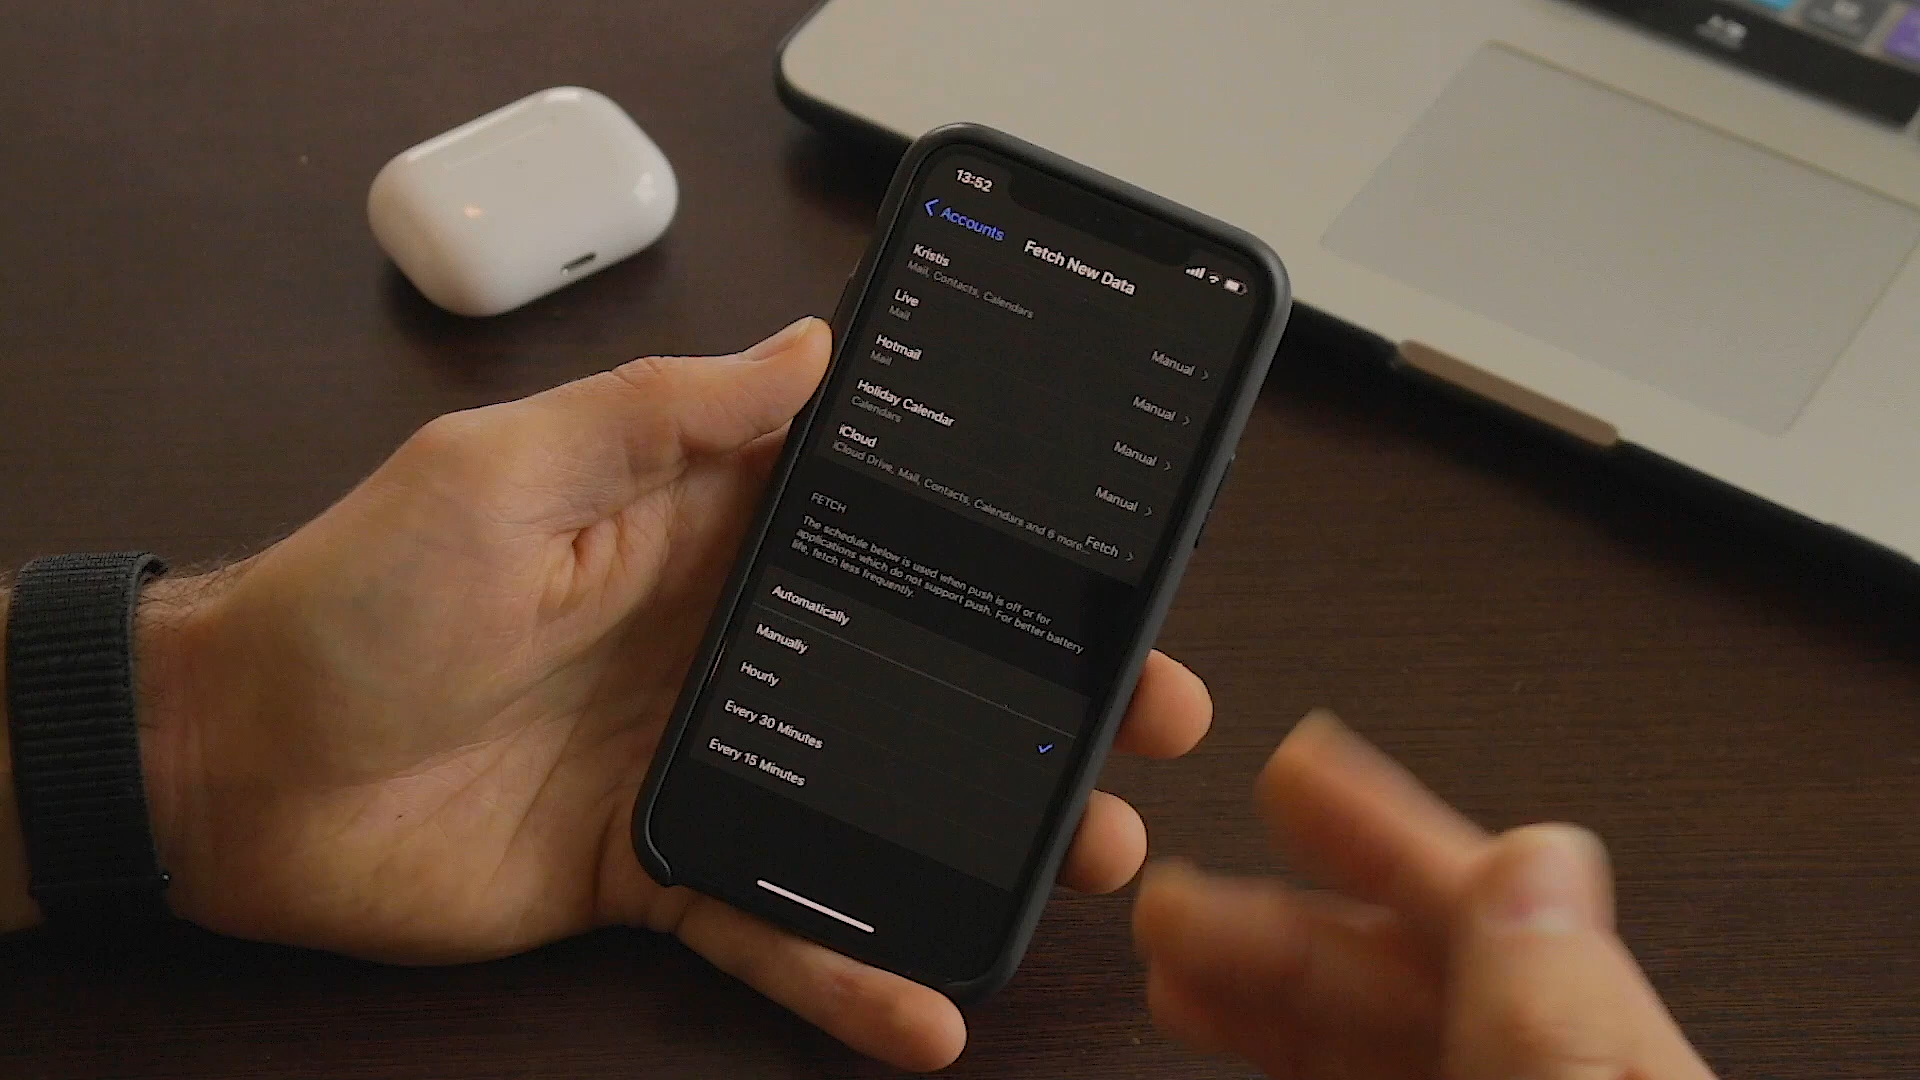 13:52
Accounts
Fetch New Data
Kristis
Mail, Contacts, Calendars
Manual
Live
Mail
Manual
Hotmail
Mail
Manual
Holiday Calendar
Calendars
Manual
iCloud
iCloud Drive, Mail, Contacts, Calendars and 6 more...
Fetch
FETCH
The schedule below is used when push is off or for
applications which do not support push. For better battery
life, fetch less frequently.
Automatically
Manually
Hourly
Every 30 Minutes
Every 15 Minutes